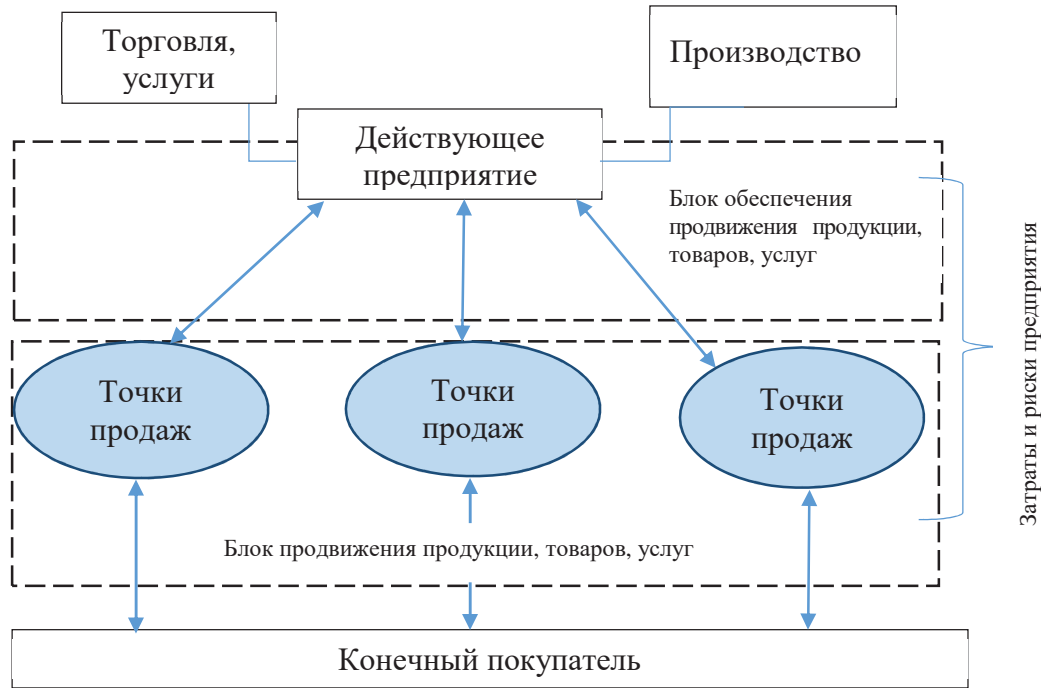 Торговля,
услуги
Производство
Действующее
предприятие
Блок обеспечения
продвижения продукции,
товаров, услуг
Затраты и риски предприятия
Точки
продаж
Точки
продаж
Точки
продаж
Блок продвижения продукции, товаров, услуг
Конечный покупатель